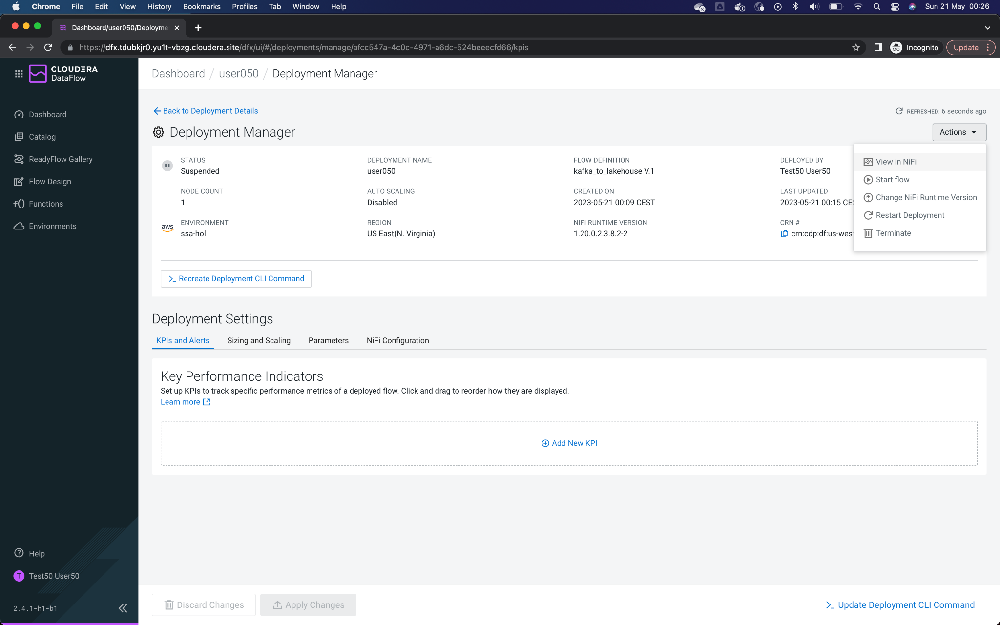 Chrome File Edit View History Bookmarks Profiles Tab Window Help Sun 21 May 00:26
Dashboard/user050/Deployme
https://dfx.tdubkjr0.yu1t-vbzg.cloudera.site/dfx/ui/#/deployments/manage/afcc547a-4c0c-4971-a6dc-524beeecfd66/kpis Incognito Update
CLOUDERA
DataFlow
Dashboard
Catalog
ReadyFlow Gallery
Flow Design
f() Functions
Environments
Help
T Test50 User50
2.4.1-h1-b1
Dashboard / user050 / Deployment Manager
Back to Deployment Details
REFRESHED: 6 seconds ago
Deployment Manager
Actions
View in NiFi
Start flow
Change NiFi Runtime Version
Restart Deployment
Terminate
STATUS
Suspended
DEPLOYMENT NAME
user050
FLOW DEFINITION
kafka_to_lakehouse V.1
DEPLOYED BY
Test50 User50
NODE COUNT
1
AUTO SCALING
Disabled
CREATED ON
2023-05-21 00:09 CEST
LAST UPDATED
2023-05-21 00:15 CE
aws
ENVIRONMENT
ssa-hol
REGION
US East(N. Virginia)
NIFI RUNTIME VERSION
1.20.0.2.3.8.2-2
CRN #
crn:cdp:df:us-wes
>_ Recreate Deployment CLI Command
Deployment Settings
KPIs and Alerts Sizing and Scaling Parameters NiFi Configuration
Key Performance Indicators
Set up KPIs to track specific performance metrics of a deployed flow. Click and drag to reorder how they are displayed.
Learn more
Add New KPI
Discard Changes
Apply Changes
>_ Update Deployment CLI Command